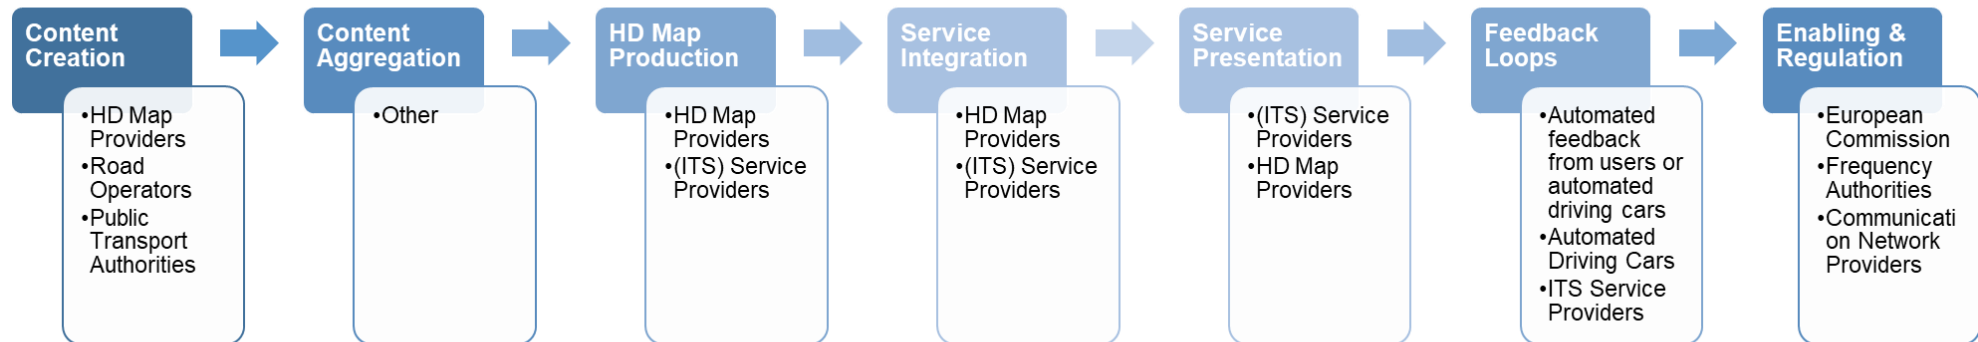 Content
Creation
•HD Map
Providers
•Road
Operators
•Public
Transport
Authorities
Content
Aggregation
•Other
HD Map
Production
•HD Map
Providers
•(ITS) Service
Providers
Service
Integration
•HD Map
Providers
•(ITS) Service
Providers
Service
Presentation
•(ITS) Service
Providers
•HD Map
Providers
Feedback
Loops
•Automated
feedback
from users or
automated
driving cars
•Automated
Driving Cars
•ITS Service
Providers
Enabling &
Regulation
•European
Commission
•Frequency
Authorities
•Communicati
on Network
Providers